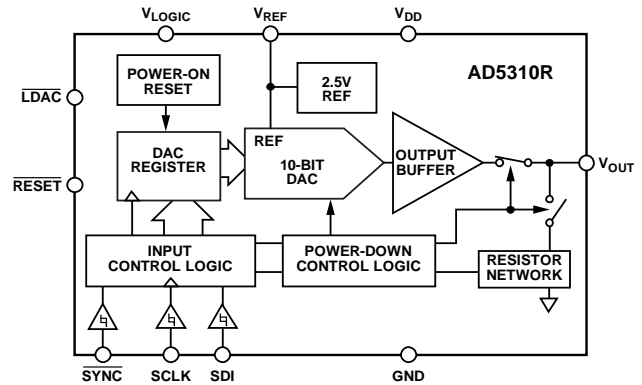 VLOGIC
VREF
VDD
AD5310R
POWER-ON
RESET
2.5V
REF
LDAC
DAC
REGISTER
REF
10-BIT
DAC
OUTPUT
BUFFER
VOUT
RESET
INPUT
CONTROL LOGIC
POWER-DOWN
CONTROL LOGIC
RESISTOR
NETWORK
SYNC
SCLK
SDI
GND